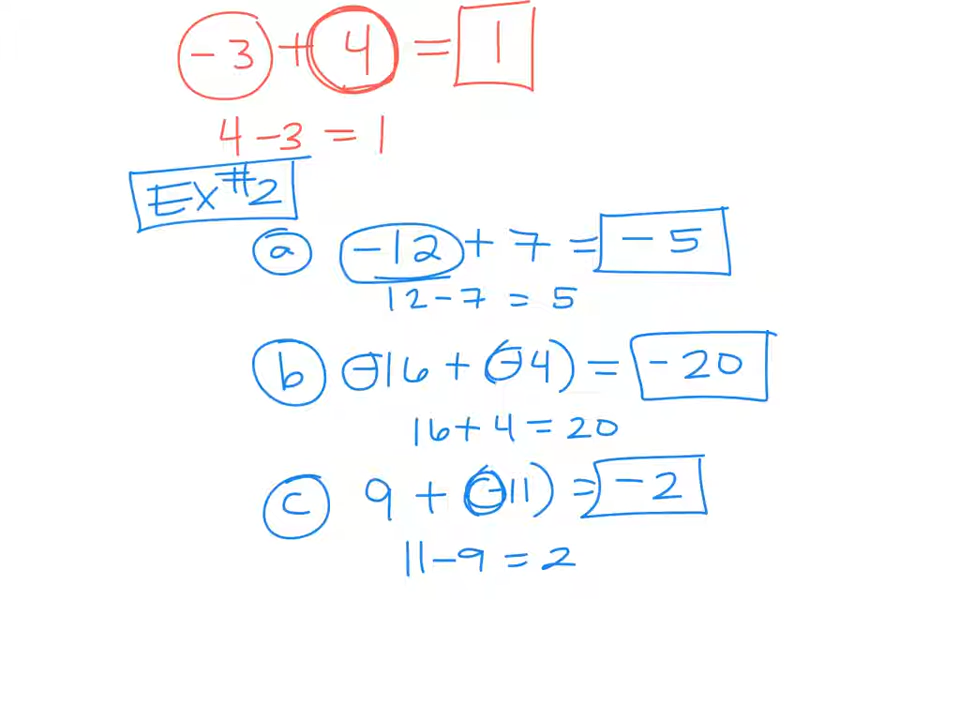 -3 + 4 = 1
4 - 3 = 1
Ex #2
a -12 + 7 = -5
12 - 7 = 5
b -16 + (-4) = -20
16 + 4 = 20
c 9 + (-11) = -2
11 - 9 = 2